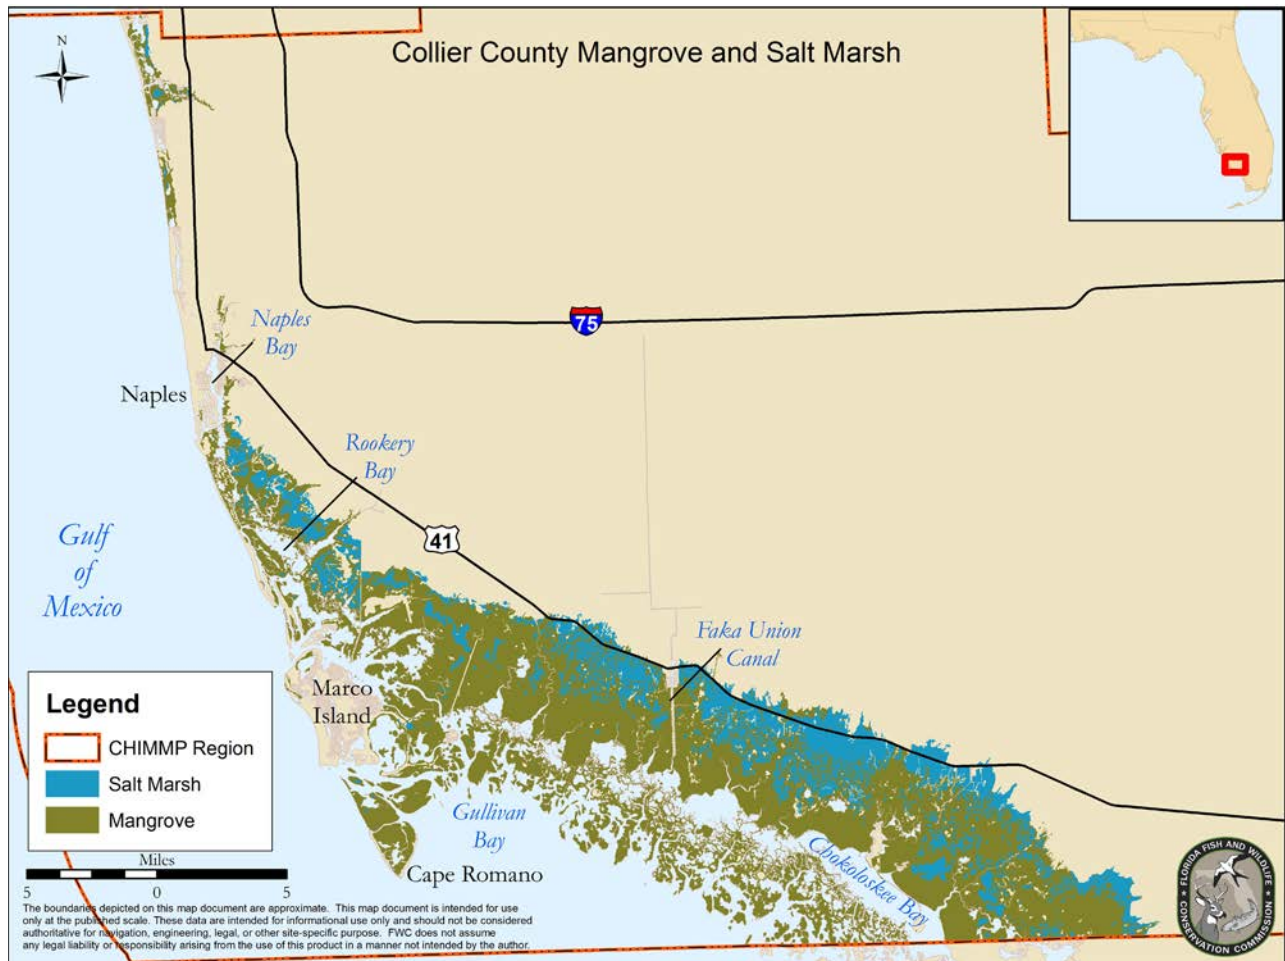 Collier County Mangrove and Salt Marsh
N
75
Naples
Bay
Naples
Rookery
Bay
41
Gulf
of
Mexico
Faka Union
Canal
Marco
Island
Legend
CHIMMP Region
Salt Marsh
Mangrove
Gullivan
Bay
Chokoloskee Bay
Cape Romano
Miles
5 0 5
The boundaries depicted on this map document are approximate. This map document is intended for use
only at the published scale. These data are intended for informational use only and should not be considered
authoritative for navigation, engineering, legal, or other site-specific purpose. FWC does not assume
any legal liability or responsibility arising from the use of this product in a manner not intended by the author.
FLORIDA FISH AND WILDLIFE
CONSERVATION COMMISSION